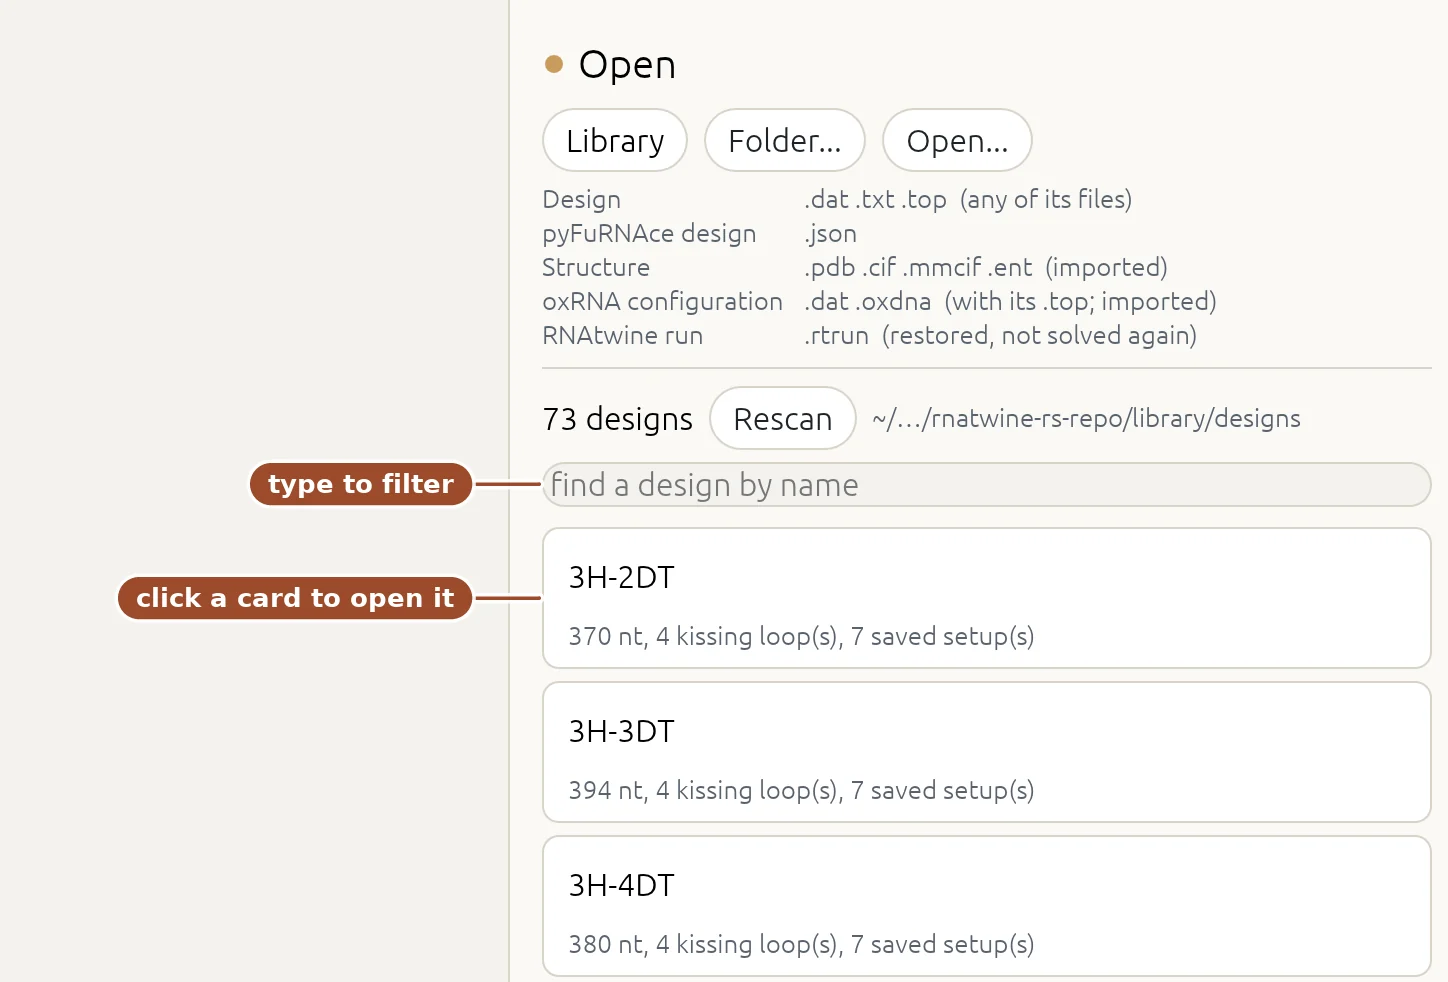 Open
Library Folder... Open...
Design .dat .txt .top (any of its files)
pyFuRNAce design .json
Structure .pdb .cif .mmcif .ent (imported)
oxRNA configuration .dat .oxdna (with its .top; imported)
RNAtwine run .rtrun (restored, not solved again)
73 designs Rescan ~/…/rnatwine-rs-repo/library/designs
type to filter find a design by name
3H-2DT
click a card to open it
370 nt, 4 kissing loop(s), 7 saved setup(s)
3H-3DT
394 nt, 4 kissing loop(s), 7 saved setup(s)
3H-4DT
380 nt, 4 kissing loop(s), 7 saved setup(s)